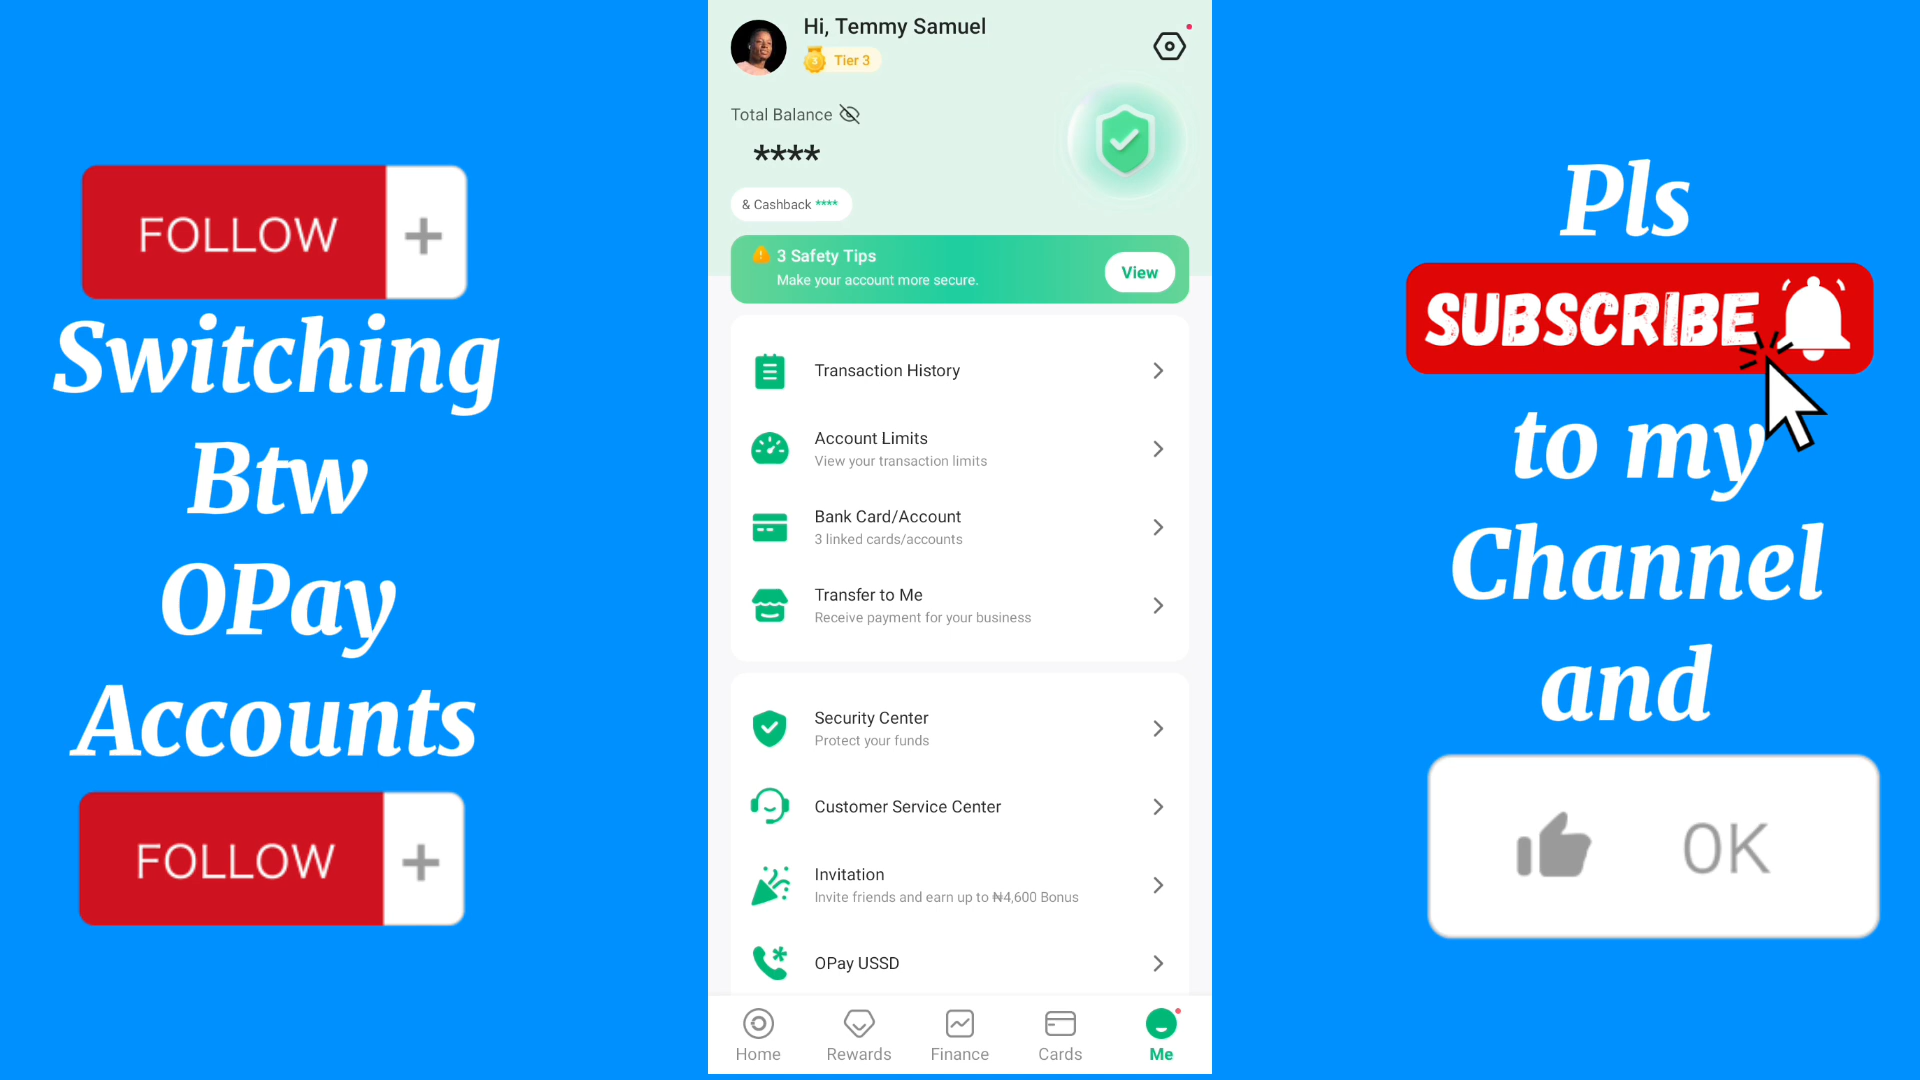 FOLLOW +
Switching
Btw
OPay
Accounts
FOLLOW +
Hi, Temmy Samuel
3 Tier 3
Total Balance
****
& Cashback ****
3 Safety Tips
Make your account more secure.
View
Transaction History
Account Limits
View your transaction limits
Bank Card/Account
3 linked cards/accounts
Transfer to Me
Receive payment for your business
Security Center
Protect your funds
Customer Service Center
Invitation
Invite friends and earn up to ₦4,600 Bonus
OPay USSD
Home
Rewards
Finance
Cards
Me
Pls
SUBSCRIBE
to my
Channel
and
0K